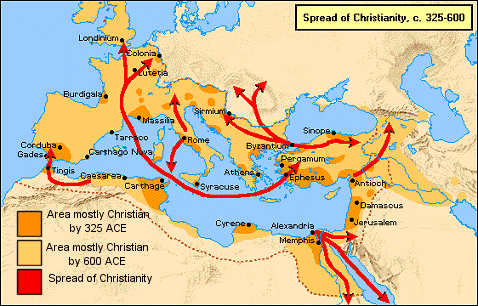 Spread of Christianity, c. 325-600
Londinium
Colonia
Lutetia
Burdigala
Sirmium
Massilia
Sinope
Tarraco
Rome
Byzantium
Corduba
Pergamum
Gades
Carthago Nova
Athens
Ephesus
Tingis
Caesarea
Carthage
Syracuse
Antioch
Damascus
Cyrene
Alexandria
Jerusalem
Memphis
Area mostly Christian
by 325 ACE
Area mostly Christian
by 600 ACE
Spread of Christianity